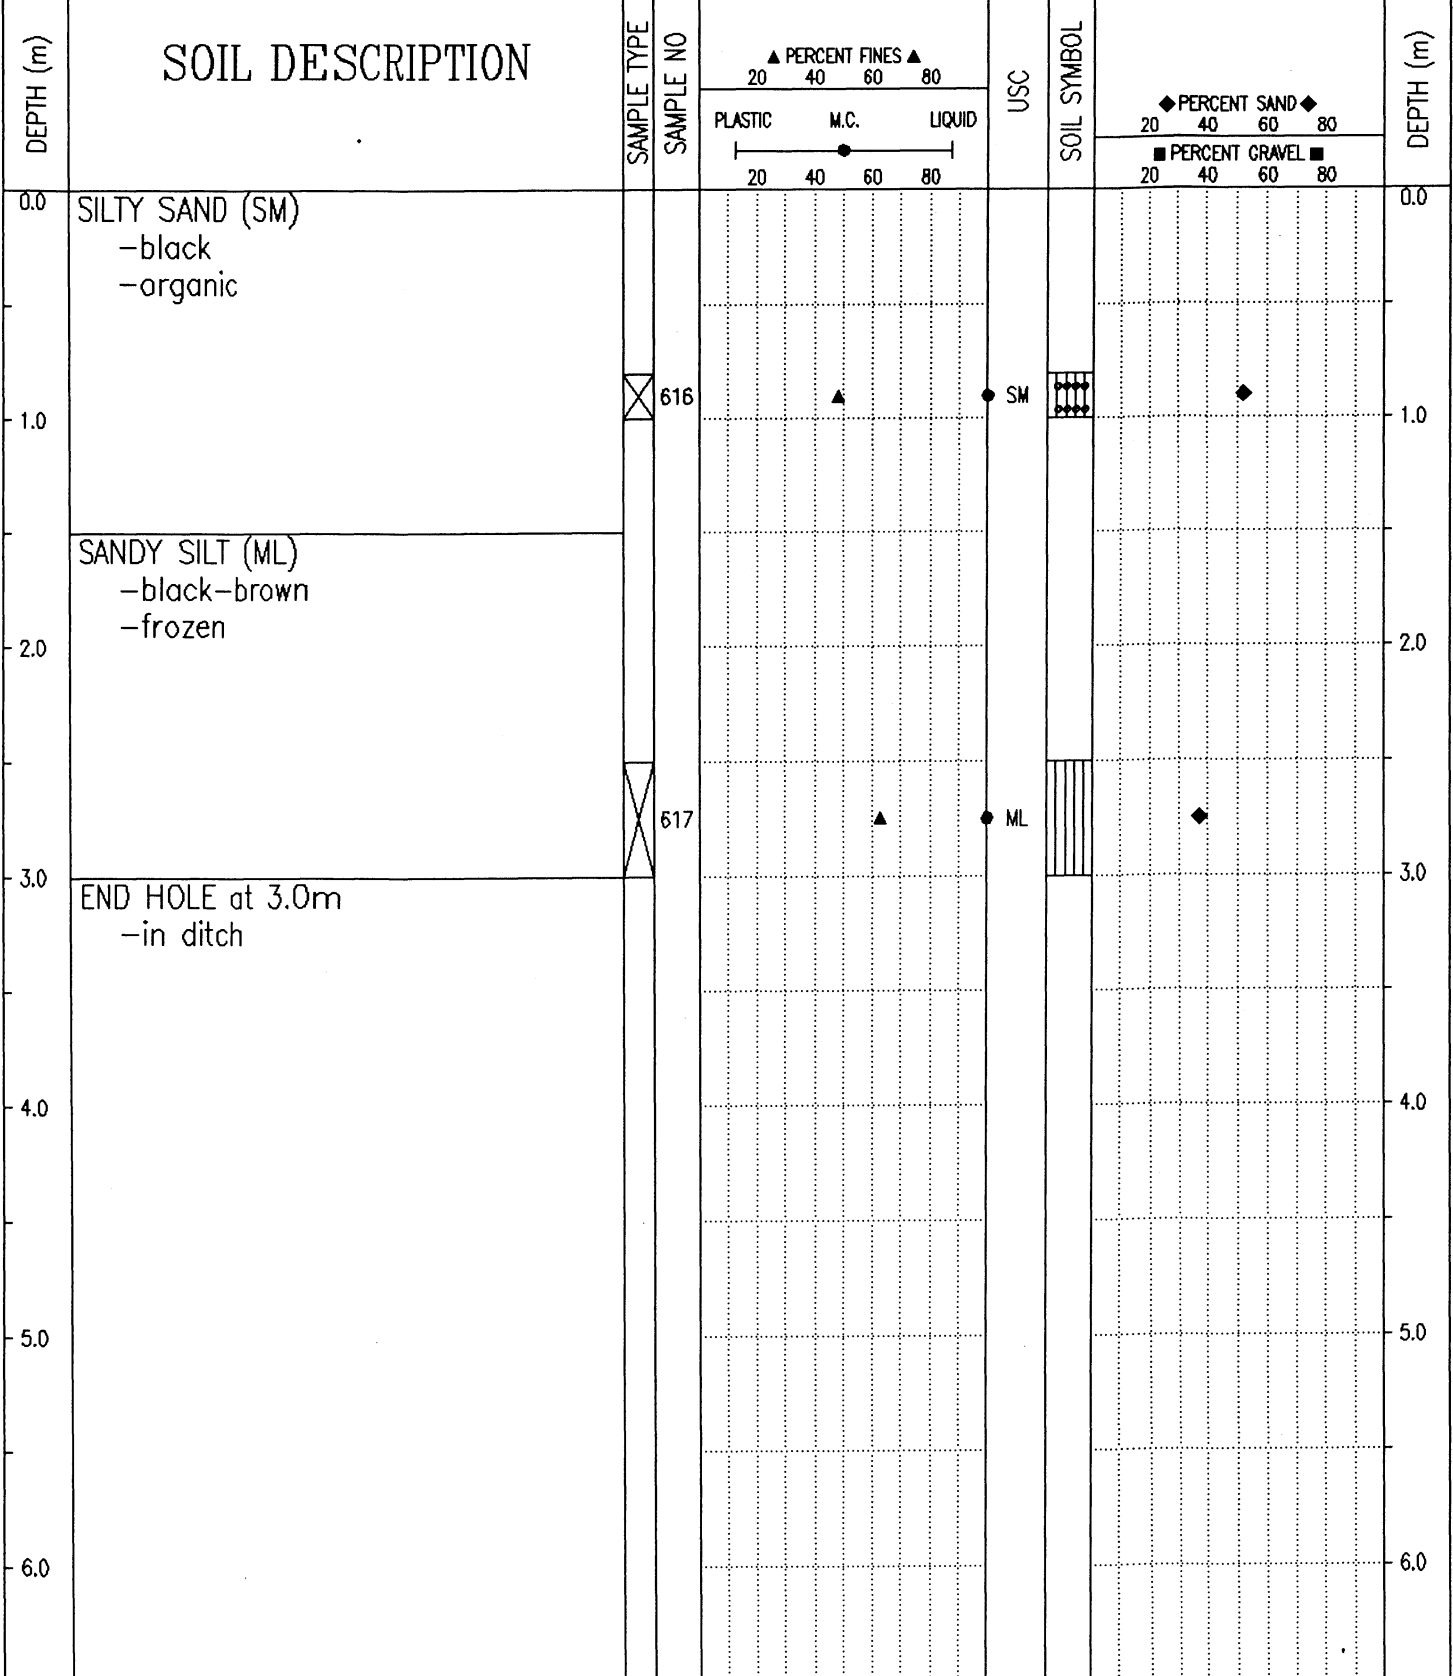 DEPTH (m)
SOIL DESCRIPTION
SAMPLE TYPE
SAMPLE NO
▲ PERCENT FINES ▲
20 40 60 80
PLASTIC M.C. LIQUID
20 40 60 80
USC
SOIL SYMBOL
◆ PERCENT SAND ◆
20 40 60 80
■ PERCENT GRAVEL ■
20 40 60 80
DEPTH (m)
0.0 0.0
SILTY SAND (SM)
-black
-organic
616 SM
1.0 1.0
SANDY SILT (ML)
-black-brown
-frozen
2.0 2.0
617 ML
3.0 3.0
END HOLE at 3.0m
-in ditch
4.0 4.0
5.0 5.0
6.0 6.0